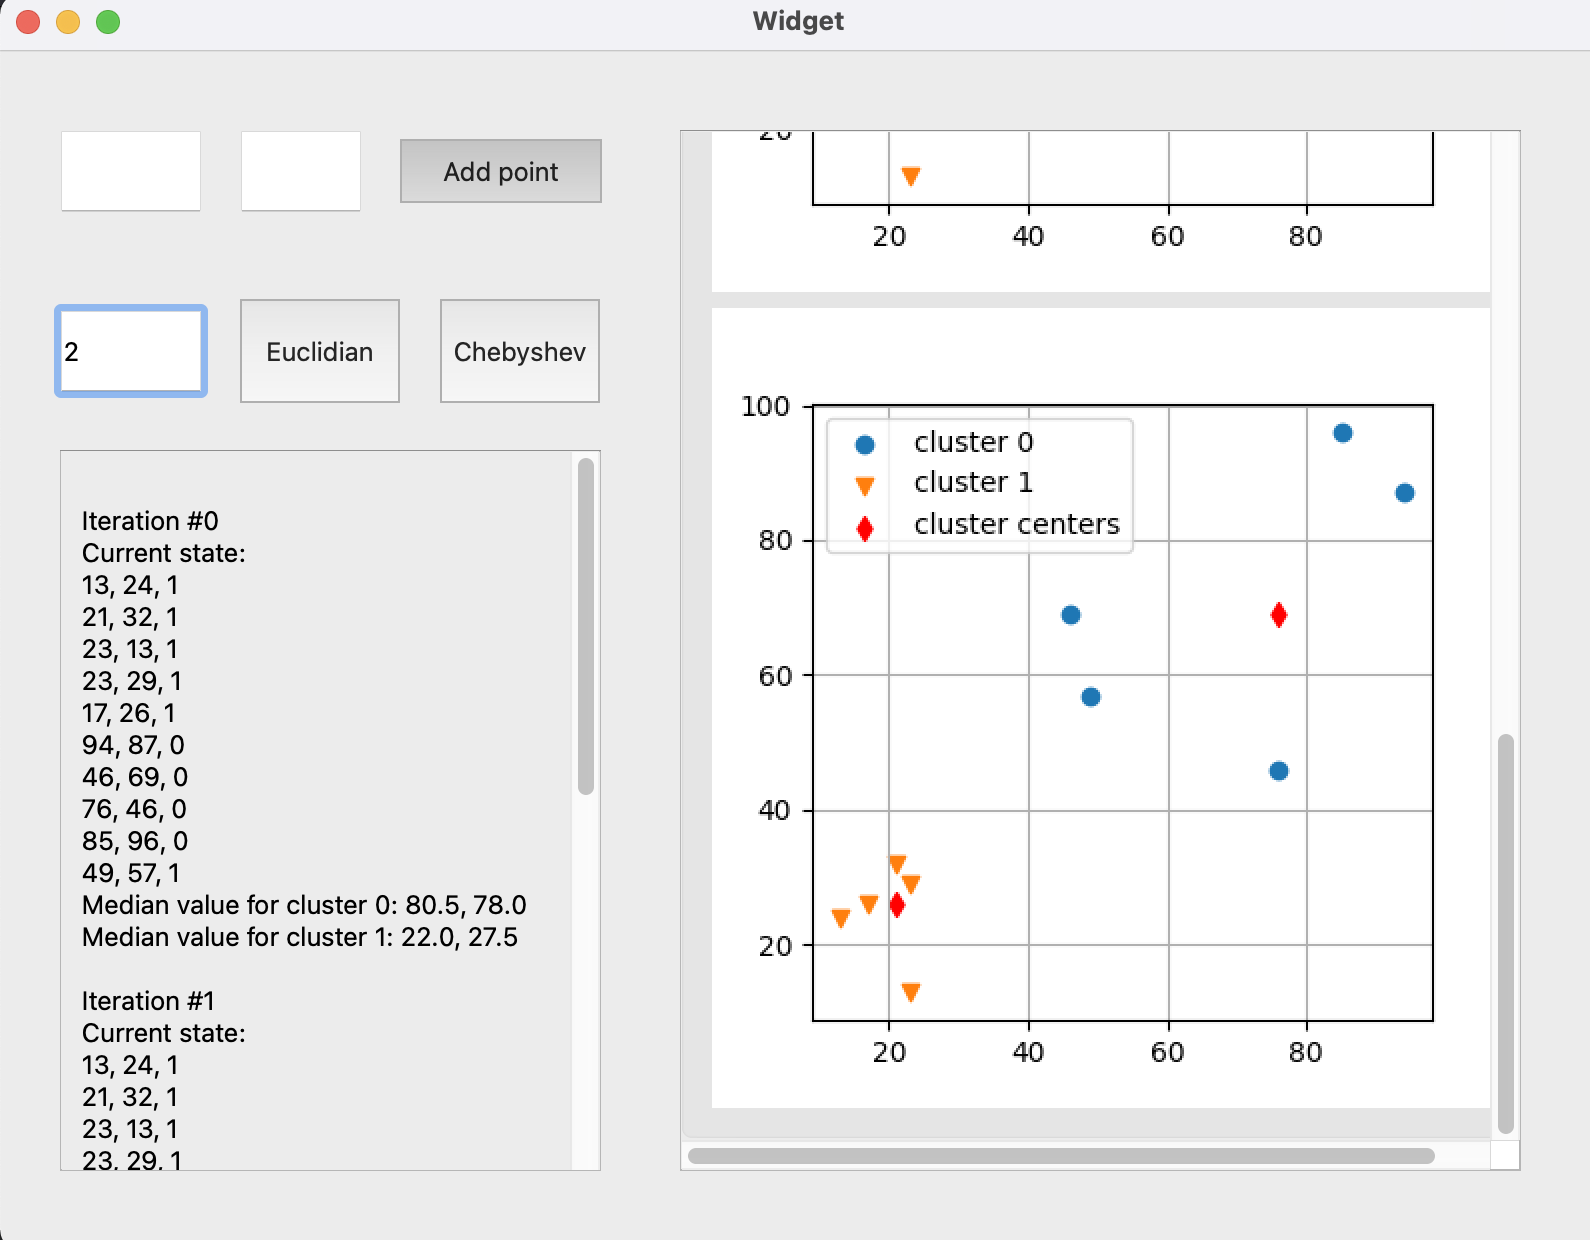 Widget
Add point
2
Euclidian
Chebyshev
Iteration #0
Current state:
13, 24, 1
21, 32, 1
23, 13, 1
23, 29, 1
17, 26, 1
94, 87, 0
46, 69, 0
76, 46, 0
85, 96, 0
49, 57, 1
Median value for cluster 0: 80.5, 78.0
Median value for cluster 1: 22.0, 27.5
Iteration #1
Current state:
13, 24, 1
21, 32, 1
23, 13, 1
23, 29, 1
20
20 40 60 80
100
80
60
40
20
cluster 0
cluster 1
cluster centers
20 40 60 80